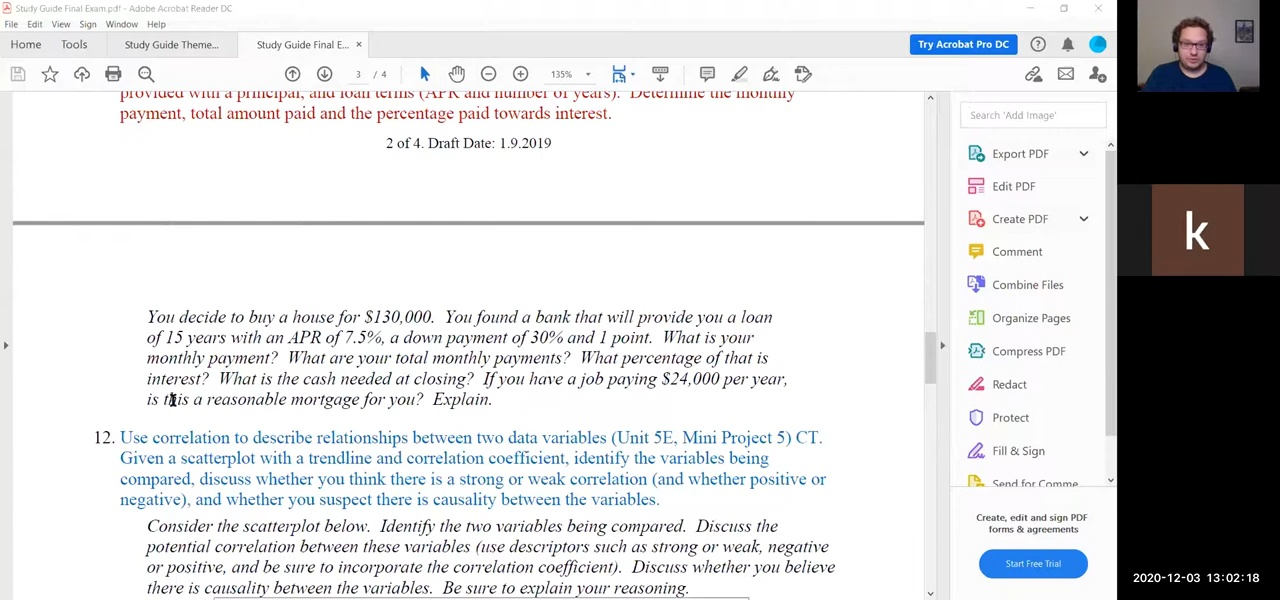 Study Guide Final Exam.pdf - Adobe Acrobat Reader DC
File Edit View Sign Window Help
Home Tools Study Guide Theme... Study Guide Final E... ×
Try Acrobat Pro DC
3 / 4 135%
provided with a principal, and loan terms (APR and number of years). Determine the monthly
payment, total amount paid and the percentage paid towards interest.
2 of 4. Draft Date: 1.9.2019
You decide to buy a house for $130,000. You found a bank that will provide you a loan
of 15 years with an APR of 7.5%, a down payment of 30% and 1 point. What is your
monthly payment? What are your total monthly payments? What percentage of that is
interest? What is the cash needed at closing? If you have a job paying $24,000 per year,
is this a reasonable mortgage for you? Explain.
12. Use correlation to describe relationships between two data variables (Unit 5E, Mini Project 5) CT.
Given a scatterplot with a trendline and correlation coefficient, identify the variables being
compared, discuss whether you think there is a strong or weak correlation (and whether positive or
negative), and whether you suspect there is causality between the variables.
Consider the scatterplot below. Identify the two variables being compared. Discuss the
potential correlation between these variables (use descriptors such as strong or weak, negative
or positive, and be sure to incorporate the correlation coefficient). Discuss whether you believe
there is causality between the variables. Be sure to explain your reasoning.
Search 'Add Image'
Export PDF
Edit PDF
Create PDF
Comment
Combine Files
Organize Pages
Compress PDF
Redact
Protect
Fill & Sign
Send for Comme...
Create, edit and sign PDF
forms & agreements
Start Free Trial
k
2020-12-03 13:02:18